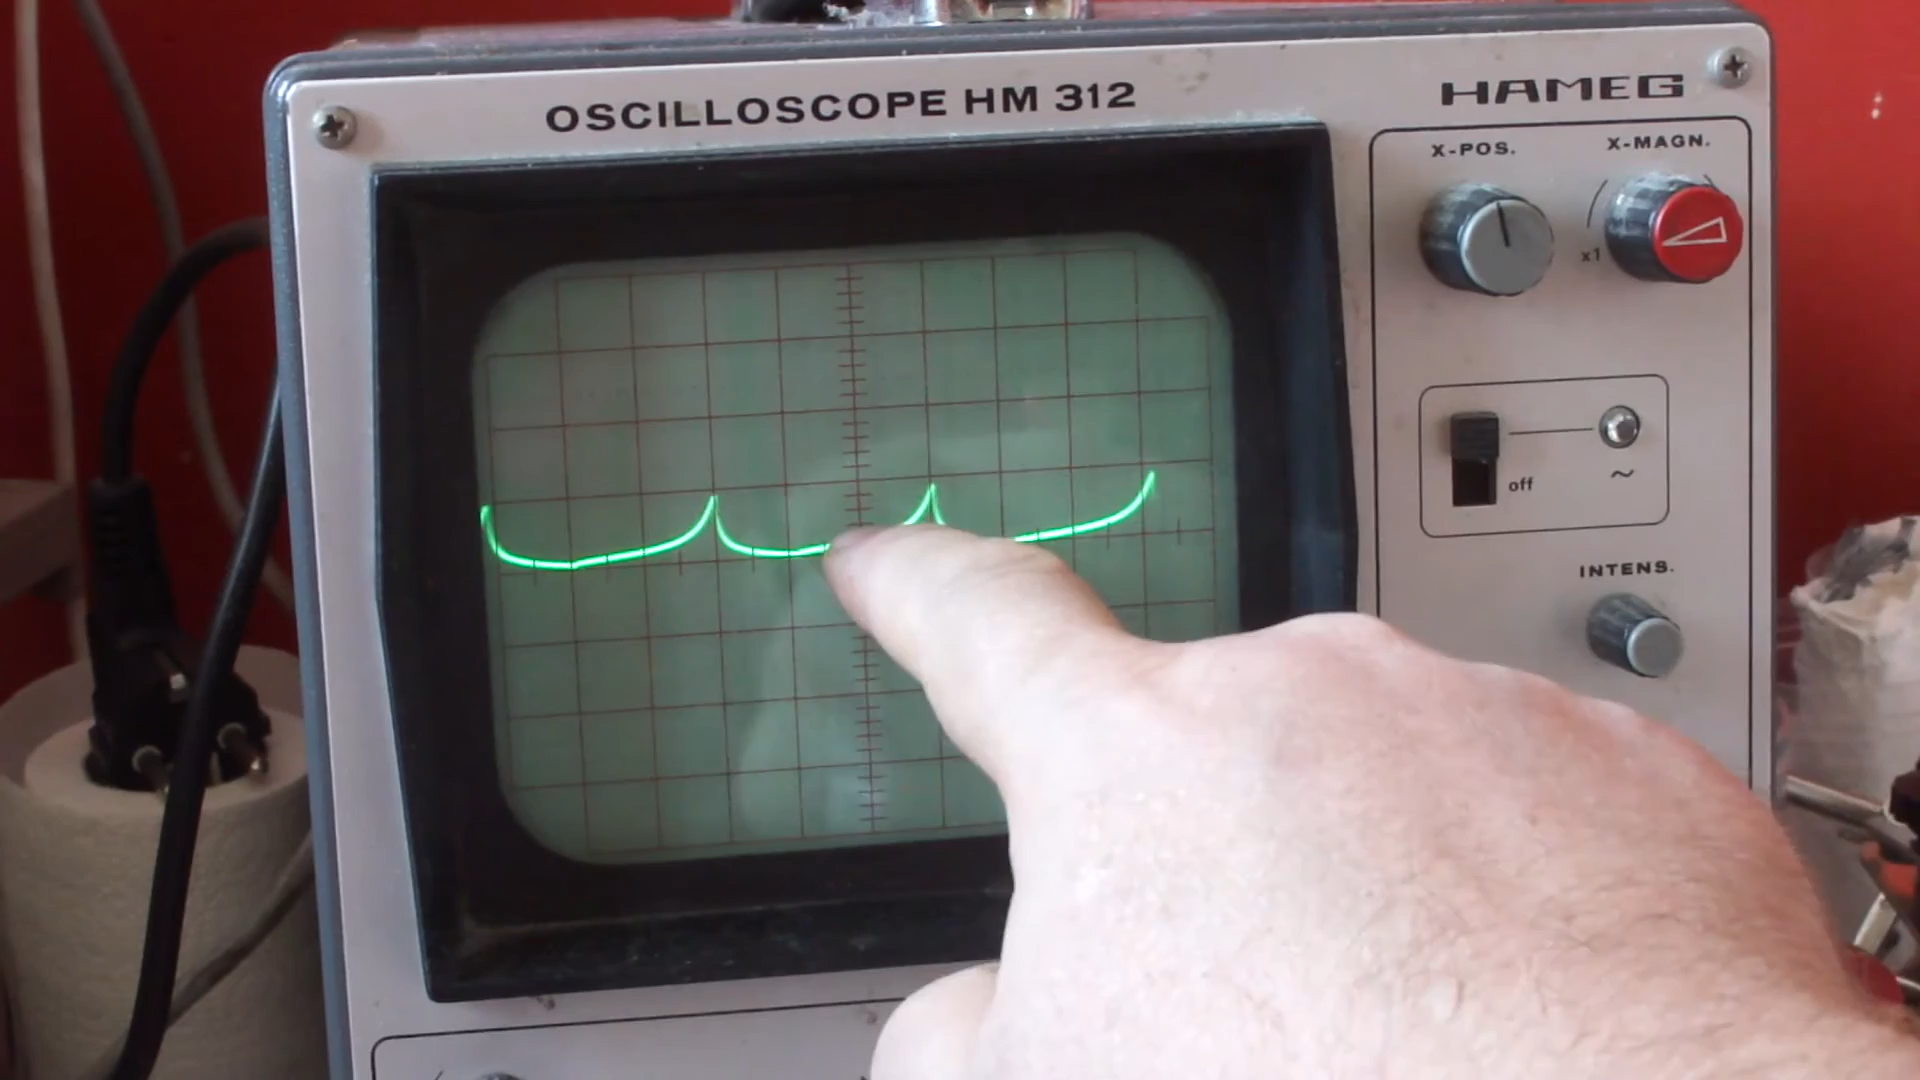 OSCILLOSCOPE HM 312
HAMEG
X-POS.
X-MAGN.
x1
off
~
INTENS.